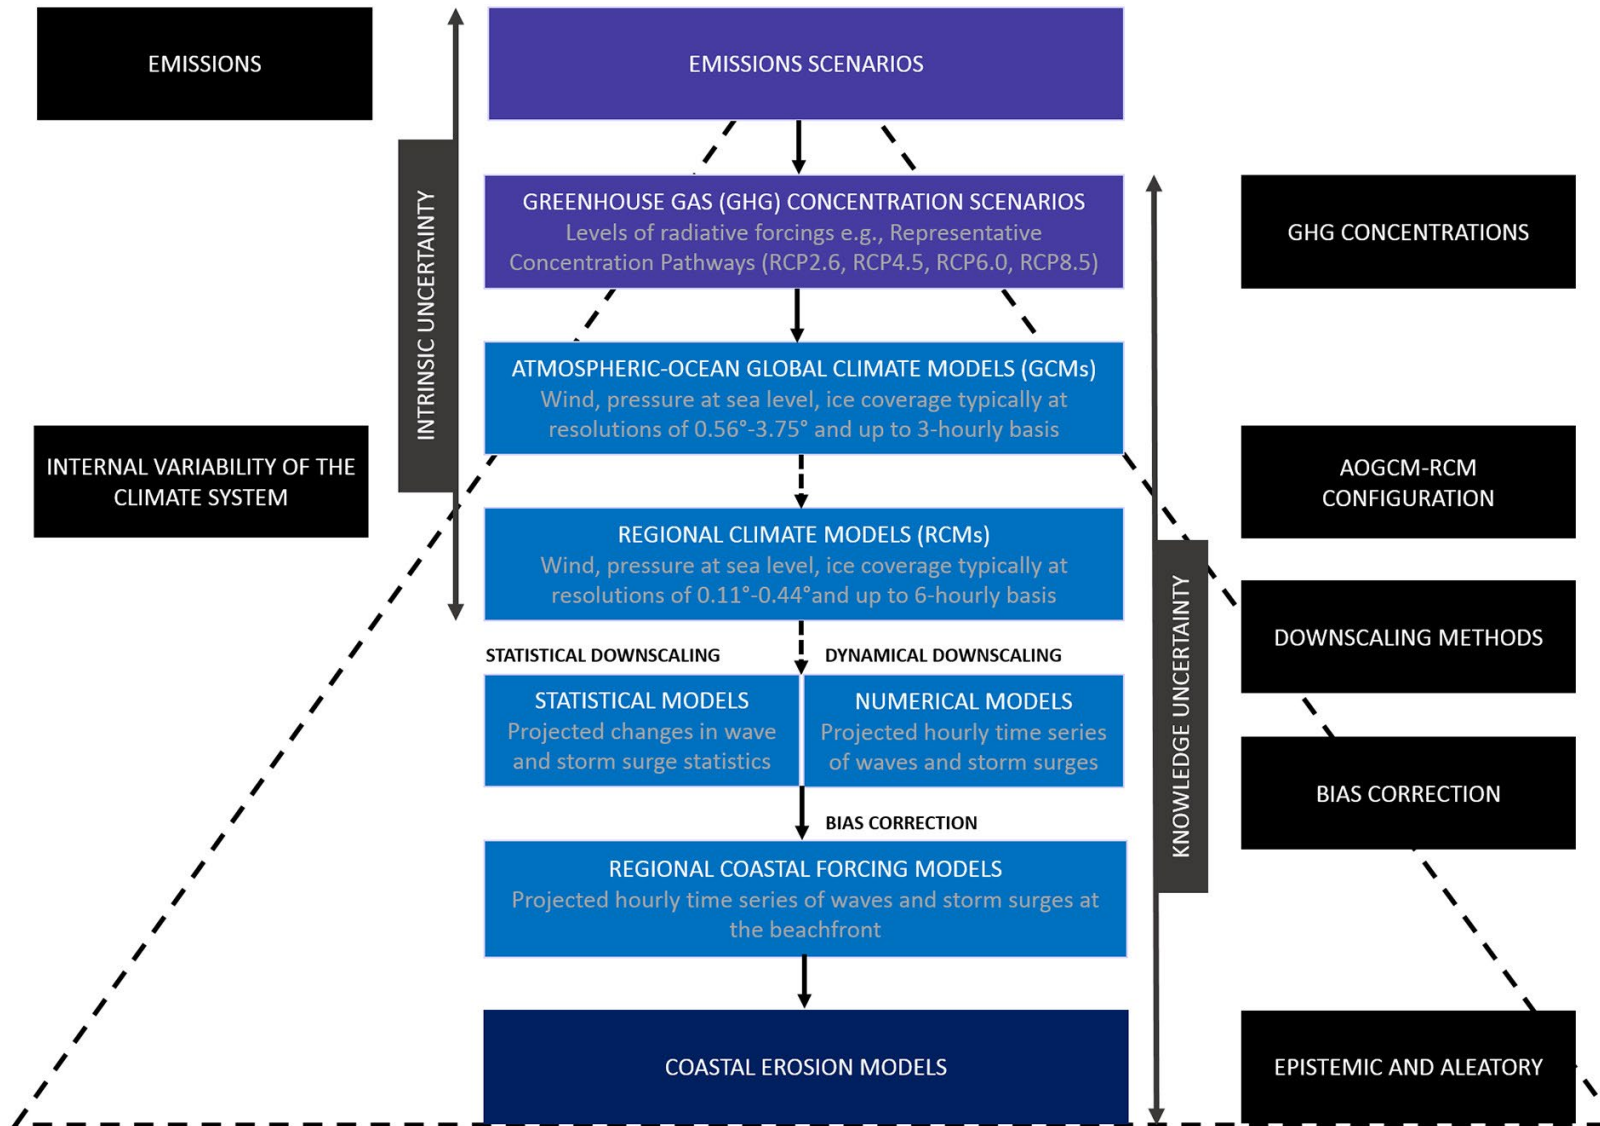 EMISSIONS
EMISSIONS SCENARIOS
INTRINSIC UNCERTAINTY
GREENHOUSE GAS (GHG) CONCENTRATION SCENARIOS
Levels of radiative forcings e.g., Representative
Concentration Pathways (RCP2.6, RCP4.5, RCP6.0, RCP8.5)
GHG CONCENTRATIONS
ATMOSPHERIC-OCEAN GLOBAL CLIMATE MODELS (GCMs)
Wind, pressure at sea level, ice coverage typically at
resolutions of 0.56°-3.75° and up to 3-hourly basis
INTERNAL VARIABILITY OF THE
CLIMATE SYSTEM
AOGCM-RCM
CONFIGURATION
REGIONAL CLIMATE MODELS (RCMs)
Wind, pressure at sea level, ice coverage typically at
resolutions of 0.11°-0.44°and up to 6-hourly basis
KNOWLEDGE UNCERTAINTY
DOWNSCALING METHODS
STATISTICAL DOWNSCALING
DYNAMICAL DOWNSCALING
STATISTICAL MODELS
Projected changes in wave
and storm surge statistics
NUMERICAL MODELS
Projected hourly time series
of waves and storm surges
BIAS CORRECTION
BIAS CORRECTION
REGIONAL COASTAL FORCING MODELS
Projected hourly time series of waves and storm surges at
the beachfront
COASTAL EROSION MODELS
EPISTEMIC AND ALEATORY